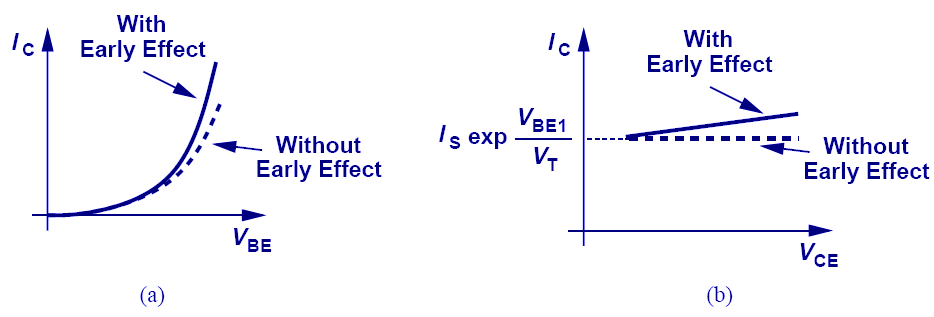 I C
With
Early Effect
Without
Early Effect
V BE
(a)
I C
With
Early Effect
I S exp V BE1
V T
Without
Early Effect
V CE
(b)